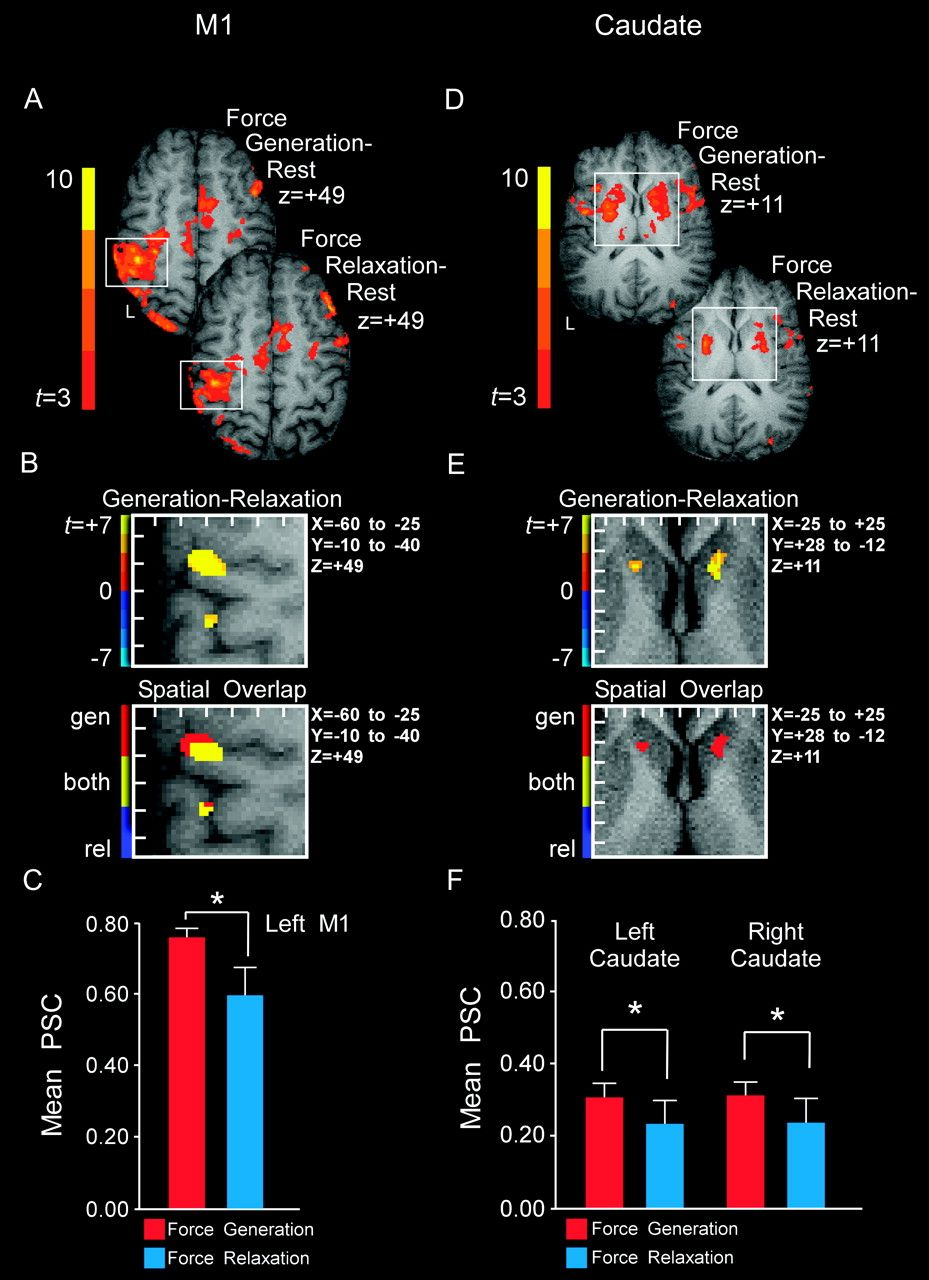 M1
Caudate
A
Force
Generation-
Rest
z=+49
10
t=3
L
Force
Relaxation-
Rest
z=+49
D
Force
Generation-
Rest
z=+11
10
t=3
L
Force
Relaxation-
Rest
z=+11
B
Generation-Relaxation
t=+7
0
-7
X=-60 to -25
Y=-10 to -40
Z=+49
Spatial Overlap
gen
both
rel
X=-60 to -25
Y=-10 to -40
Z=+49
E
Generation-Relaxation
t=+7
0
-7
X=-25 to +25
Y=+28 to -12
Z=+11
Spatial Overlap
gen
both
rel
X=-25 to +25
Y=+28 to -12
Z=+11
C
Mean PSC
0.80
0.60
0.40
0.20
0.00
*
Left M1
Force Generation
Force Relaxation
F
Mean PSC
0.80
0.60
0.40
0.20
0.00
Left
Caudate
*
Right
Caudate
*
Force Generation
Force Relaxation